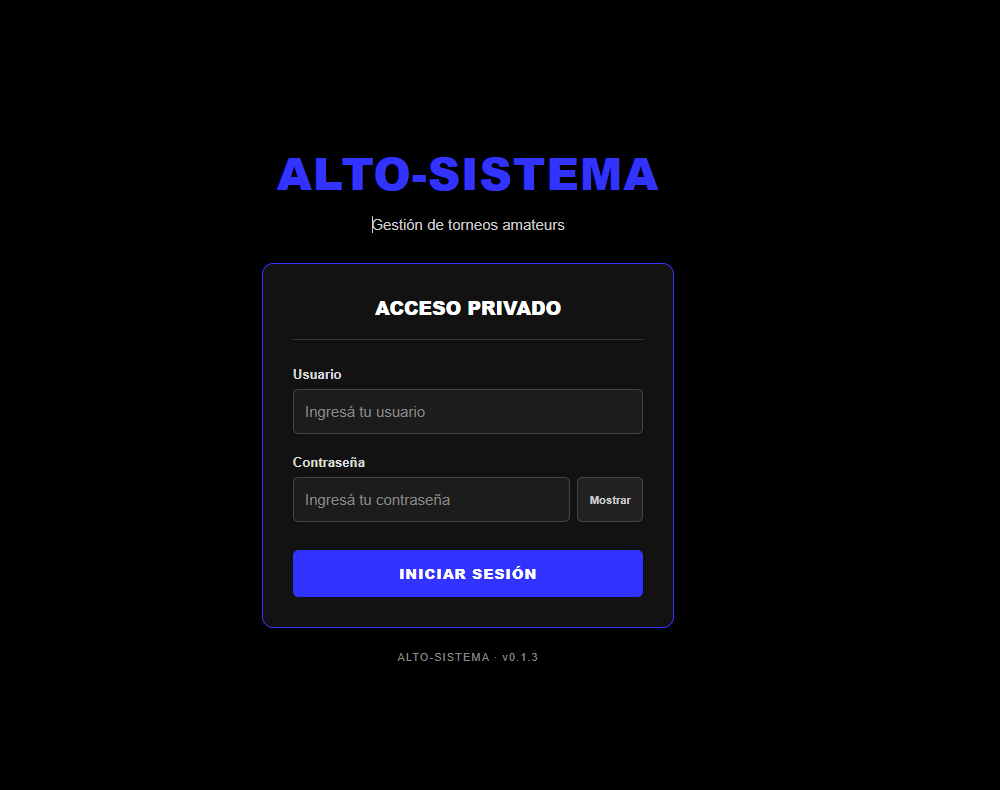 ALTO-SISTEMA
Gestión de torneos amateurs
ACCESO PRIVADO
Usuario
Ingresá tu usuario
Contraseña
Ingresá tu contraseña
Mostrar
INICIAR SESIÓN
ALTO-SISTEMA · v0.1.3